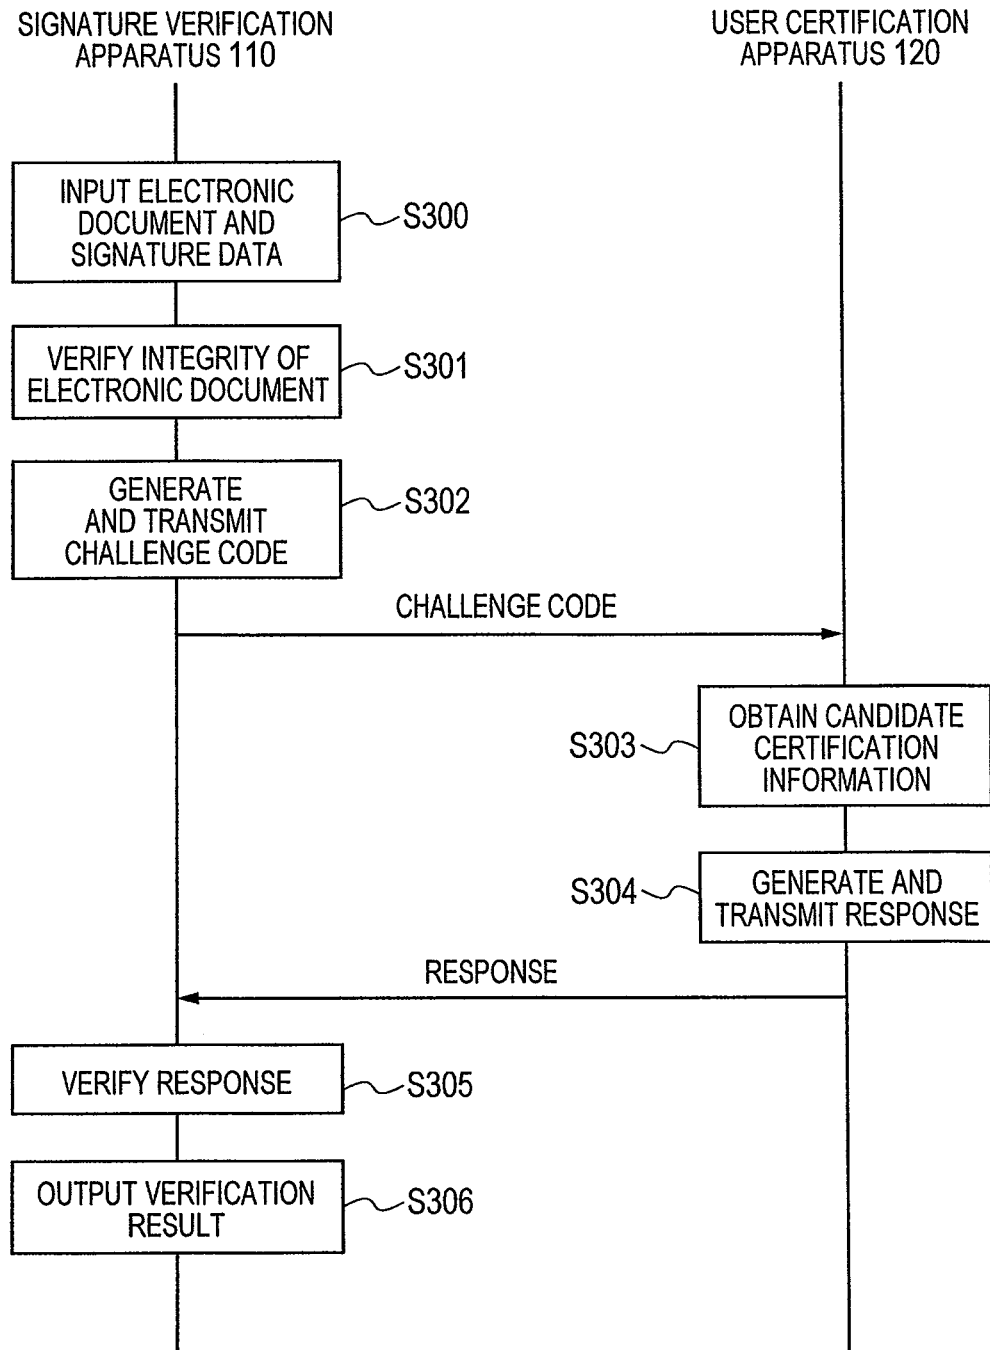 SIGNATURE VERIFICATION
APPARATUS 110
USER CERTIFICATION
APPARATUS 120
INPUT ELECTRONIC
DOCUMENT AND
SIGNATURE DATA
S300
VERIFY INTEGRITY OF
ELECTRONIC DOCUMENT
S301
GENERATE
AND TRANSMIT
CHALLENGE CODE
S302
CHALLENGE CODE
OBTAIN CANDIDATE
CERTIFICATION
INFORMATION
S303
GENERATE AND
TRANSMIT RESPONSE
S304
RESPONSE
VERIFY RESPONSE
S305
OUTPUT VERIFICATION
RESULT
S306